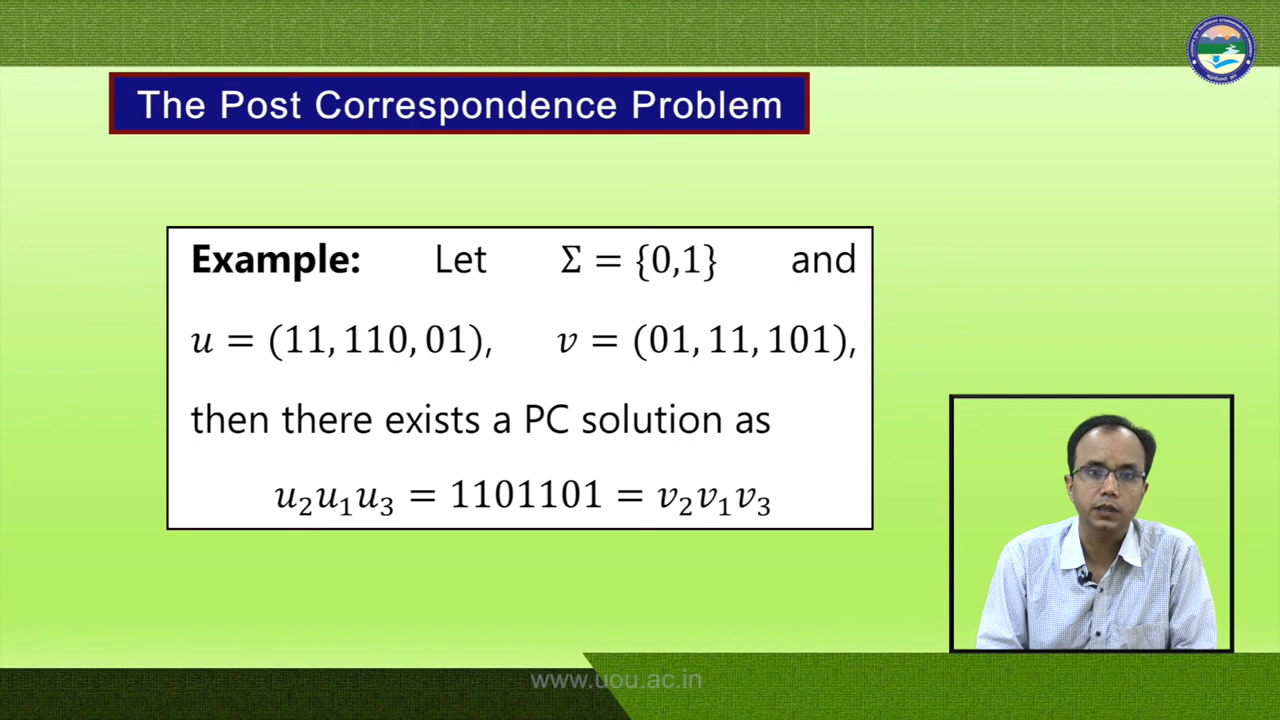 The Post Correspondence Problem
Example: Let Σ = {0,1} and
u = (11, 110, 01), v = (01, 11, 101),
then there exists a PC solution as
u₂u₁u₃ = 1101101 = v₂v₁v₃
www.uou.ac.in